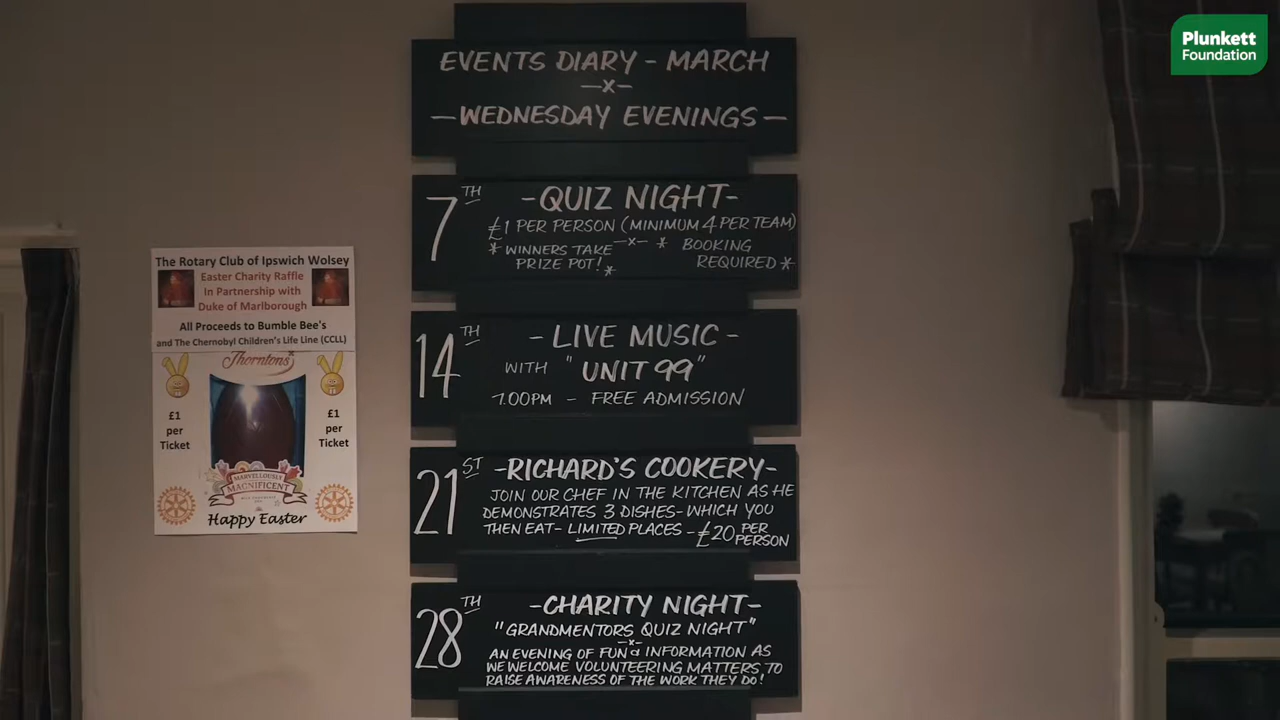 Plunkett
Foundation
EVENTS DIARY - MARCH
-x-
- WEDNESDAY EVENINGS -
7TH
- QUIZ NIGHT -
£1 PER PERSON (MINIMUM 4 PER TEAM)
-x-
* WINNERS TAKE
PRIZE POT! *
* BOOKING
REQUIRED *
14TH
- LIVE MUSIC -
WITH "UNIT 99"
7.00PM - FREE ADMISSION
21ST
- RICHARD'S COOKERY -
JOIN OUR CHEF IN THE KITCHEN AS HE
DEMONSTRATES 3 DISHES - WHICH YOU
THEN EAT - LIMITED PLACES - £20 PER
PERSON
28TH
- CHARITY NIGHT -
"GRANDMENTORS QUIZ NIGHT"
-x-
AN EVENING OF FUN & INFORMATION AS
WE WELCOME VOLUNTEERING MATTERS, TO
RAISE AWARENESS OF THE WORK THEY DO!
The Rotary Club of Ipswich Wolsey
Easter Charity Raffle
In Partnership with
Duke of Marlborough
All Proceeds to Bumble Bee's
and The Chernobyl Children's Life Line (CCLL)
Thorntons
£1
per
Ticket
£1
per
Ticket
MARVELLOUSLY
MAGNIFICENT
Happy Easter